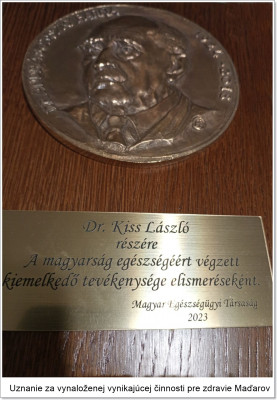 Dr. Kiss László
részére
A magyarság egészségéért végzett
kiemelkedő tevékenysége elismeréseként.
Magyar Egészségügyi Társaság
2023
Uznanie za vynaloženej vynikajúcej činnosti pre zdravie Maďarov